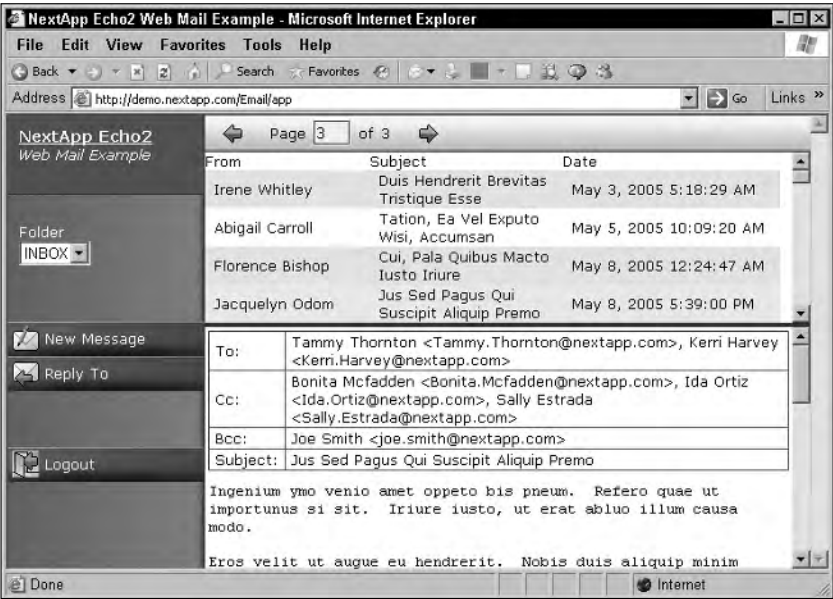 NextApp Echo2 Web Mail Example - Microsoft Internet Explorer
File Edit View Favorites Tools Help
Back Search Favorites
Address http://demo.nextapp.com/Email/app Go Links »
NextApp Echo2
Web Mail Example
Folder
INBOX
New Message
Reply To
Logout
Page 3 of 3
From Subject Date
Irene Whitley Duis Hendrerit Brevitas May 3, 2005 5:18:29 AM
Tristique Esse
Abigail Carroll Tation, Ea Vel Exputo May 5, 2005 10:09:20 AM
Wisi, Accumsan
Florence Bishop Cui, Pala Quibus Macto May 8, 2005 12:24:47 AM
Iusto Iriure
Jacquelyn Odom Jus Sed Pagus Qui May 8, 2005 5:39:00 PM
Suscipit Aliquip Premo
To: Tammy Thornton <Tammy.Thornton@nextapp.com>, Kerri Harvey
<Kerri.Harvey@nextapp.com>
Cc: Bonita Mcfadden <Bonita.Mcfadden@nextapp.com>, Ida Ortiz
<Ida.Ortiz@nextapp.com>, Sally Estrada
<Sally.Estrada@nextapp.com>
Bcc: Joe Smith <joe.smith@nextapp.com>
Subject: Jus Sed Pagus Qui Suscipit Aliquip Premo
Ingenium ymo venio amet oppeto bis pneum. Refero quae ut
importunus si sit. Iriure iusto, ut erat abluo illum causa
modo.
Eros velit ut augue eu hendrerit. Nobis duis aliquip minim
Done Internet